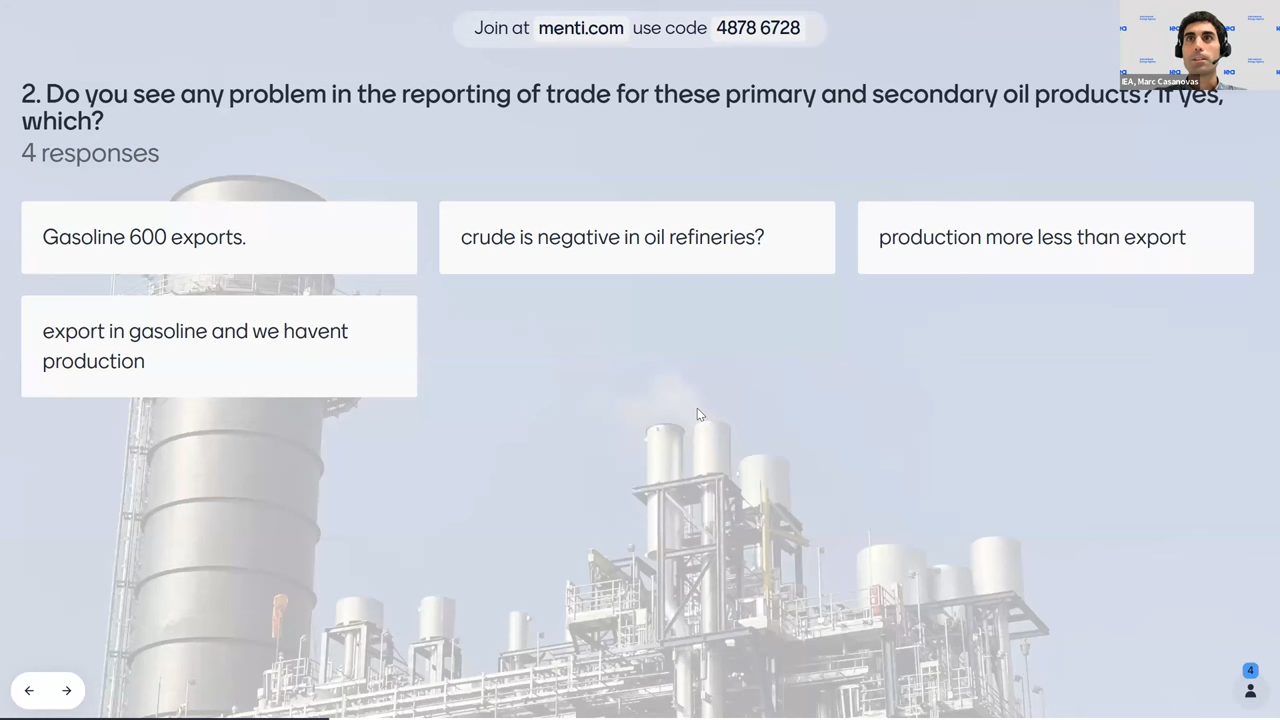 Join at menti.com use code 4878 6728
iea
IEA, Marc Casanovas
2. Do you see any problem in the reporting of trade for these primary and secondary oil products? If yes,
which?
4 responses
Gasoline 600 exports.
crude is negative in oil refineries?
production more less than export
export in gasoline and we havent
production
4